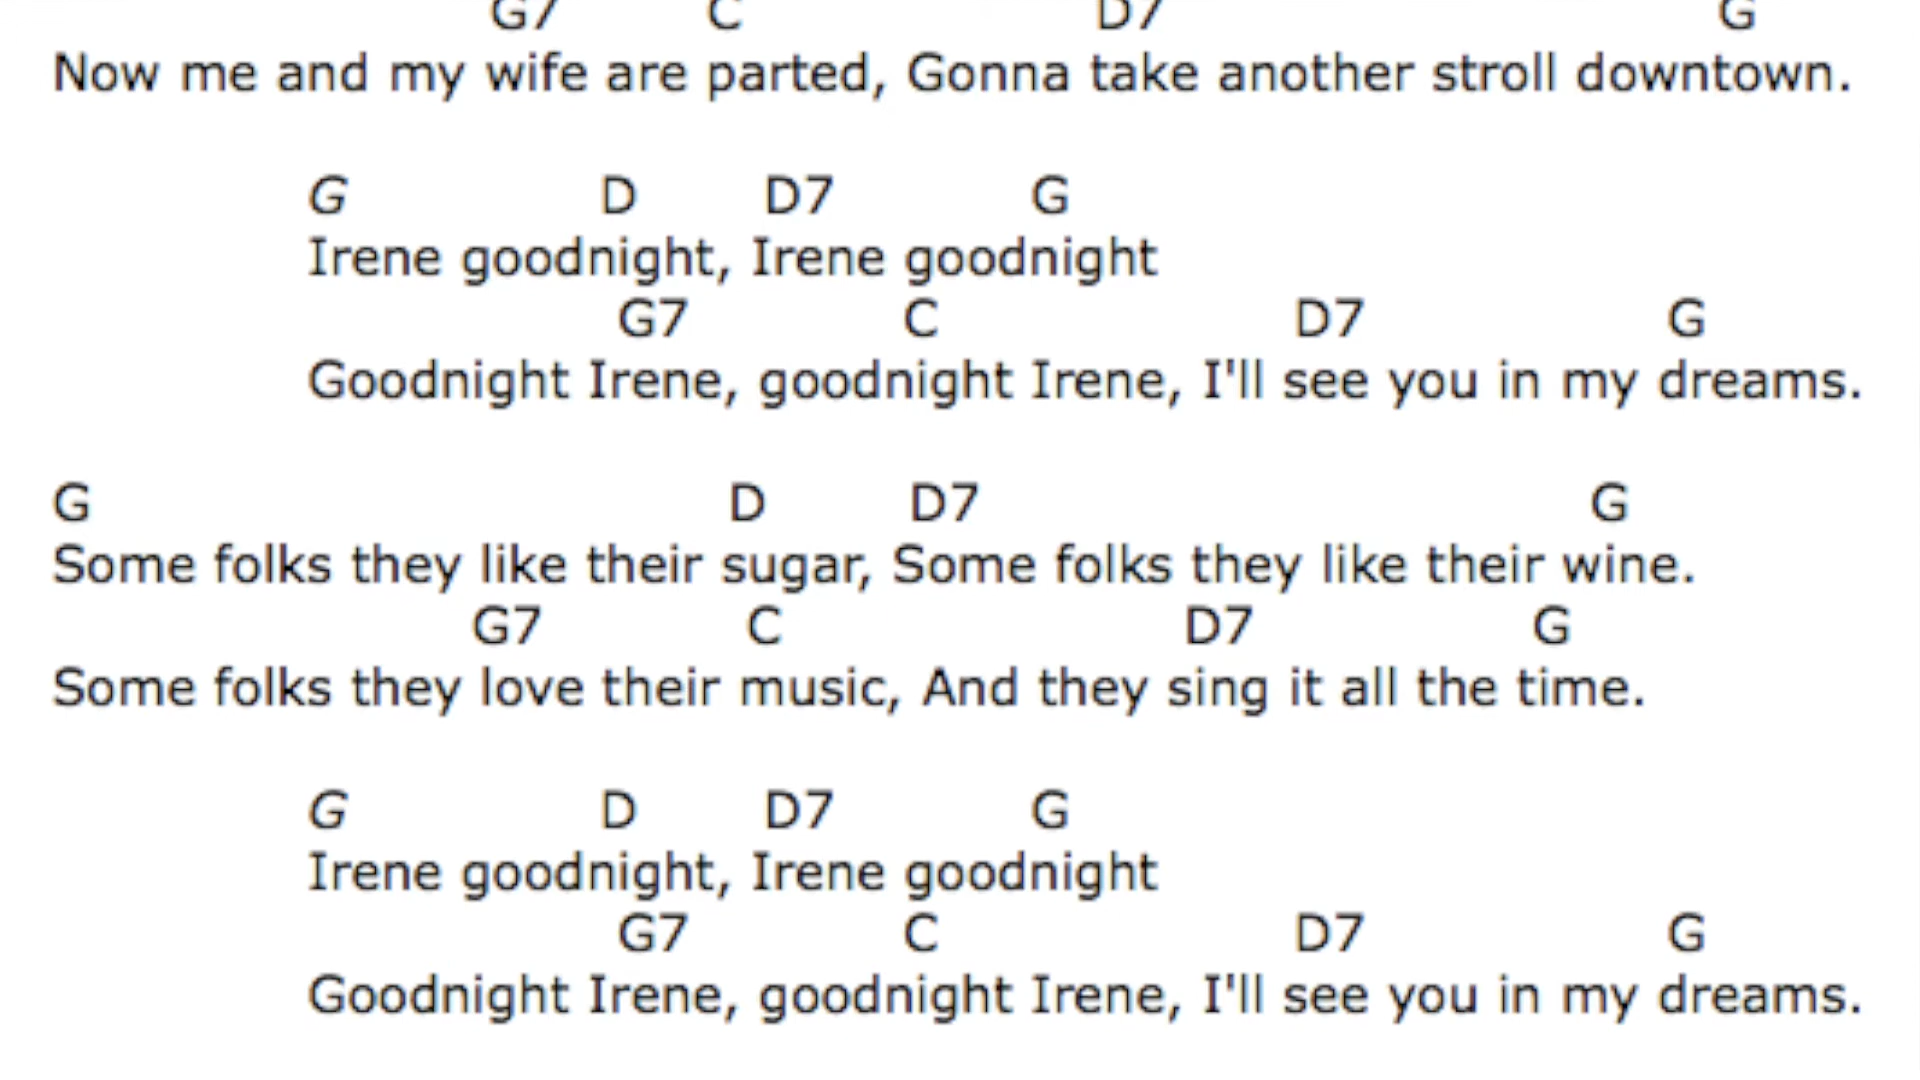 G7 C D7 G
Now me and my wife are parted, Gonna take another stroll downtown.
G D D7 G
Irene goodnight, Irene goodnight
G7 C D7 G
Goodnight Irene, goodnight Irene, I'll see you in my dreams.
G D D7 G
Some folks they like their sugar, Some folks they like their wine.
G7 C D7 G
Some folks they love their music, And they sing it all the time.
G D D7 G
Irene goodnight, Irene goodnight
G7 C D7 G
Goodnight Irene, goodnight Irene, I'll see you in my dreams.